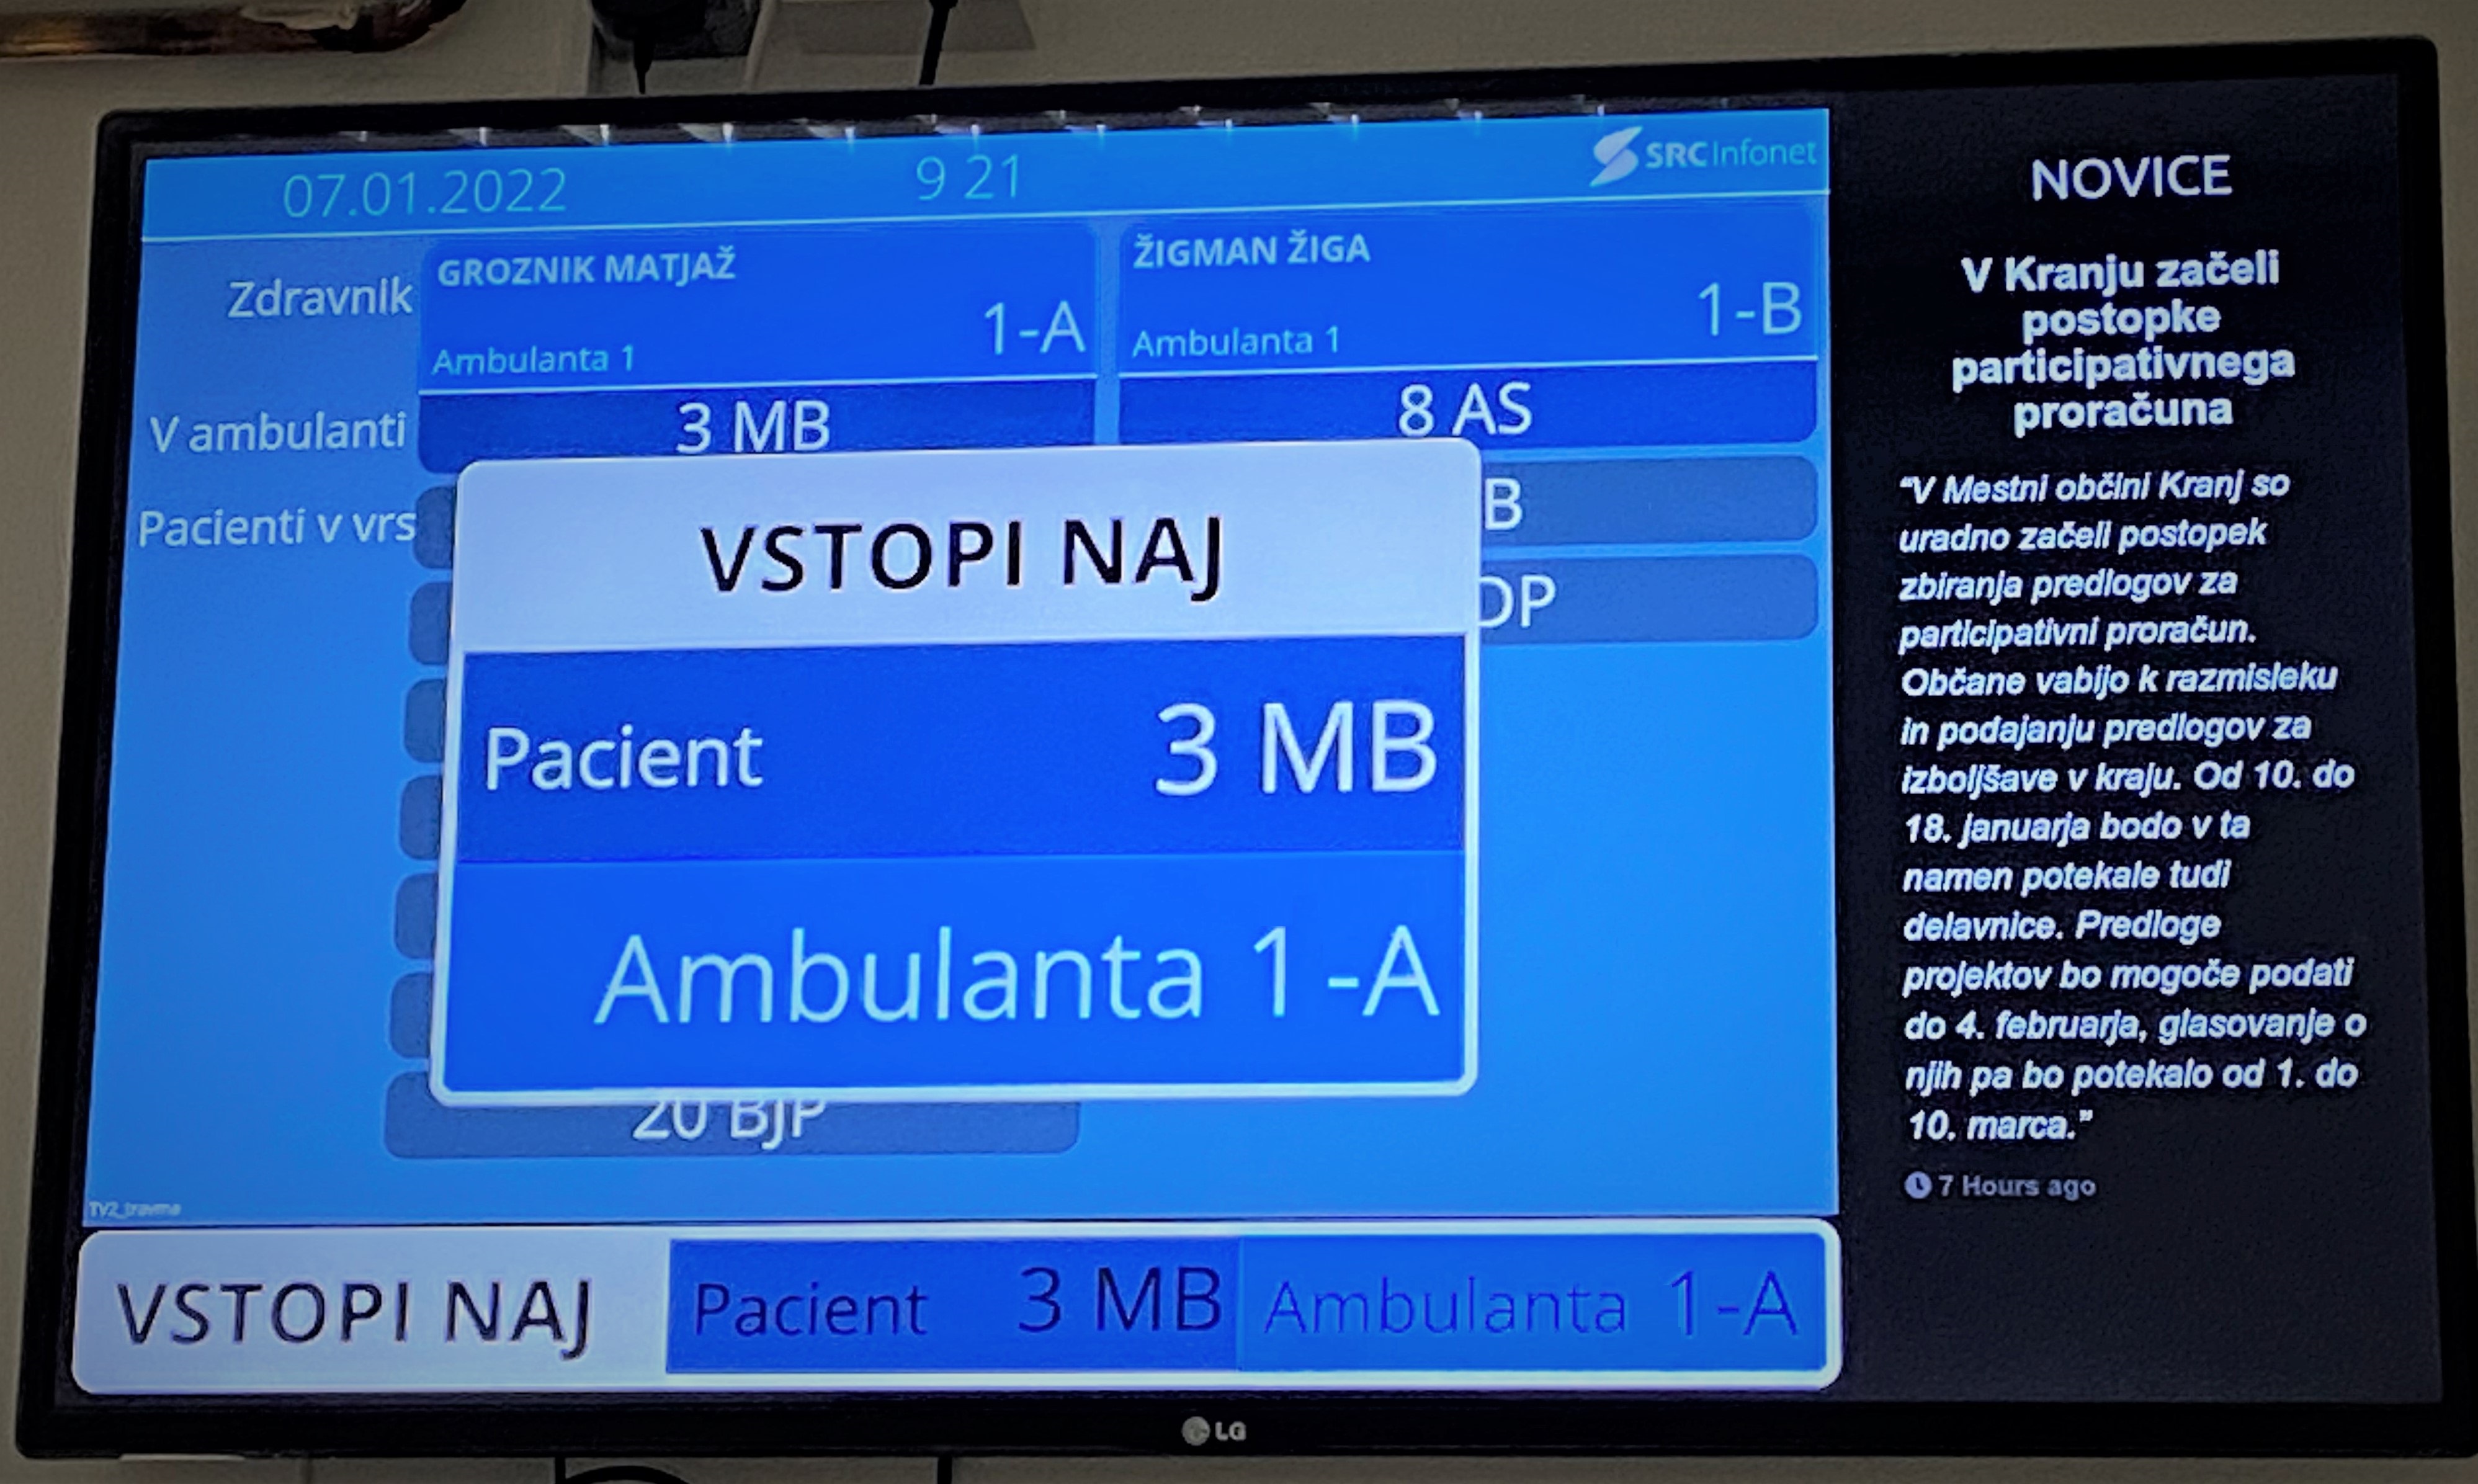 07.01.2022
9 21
SRC Infonet
Zdravnik
GROZNIK MATJAŽ
1-A
Ambulanta 1
ŽIGMAN ŽIGA
1-B
Ambulanta 1
V ambulanti
3 MB
8 AS
Pacienti v vrs
B
DP
VSTOPI NAJ
Pacient 3 MB
Ambulanta 1-A
20 BJP
TV2_travma
VSTOPI NAJ Pacient 3 MB Ambulanta 1-A
NOVICE
V Kranju začeli
postopke
participativnega
proračuna
“V Mestni občini Kranj so
uradno začeli postopek
zbiranja predlogov za
participativni proračun.
Občane vabijo k razmisleku
in podajanju predlogov za
izboljšave v kraju. Od 10. do
18. januarja bodo v ta
namen potekale tudi
delavnice. Predloge
projektov bo mogoče podati
do 4. februarja, glasovanje o
njih pa bo potekalo od 1. do
10. marca.”
7 Hours ago
LG